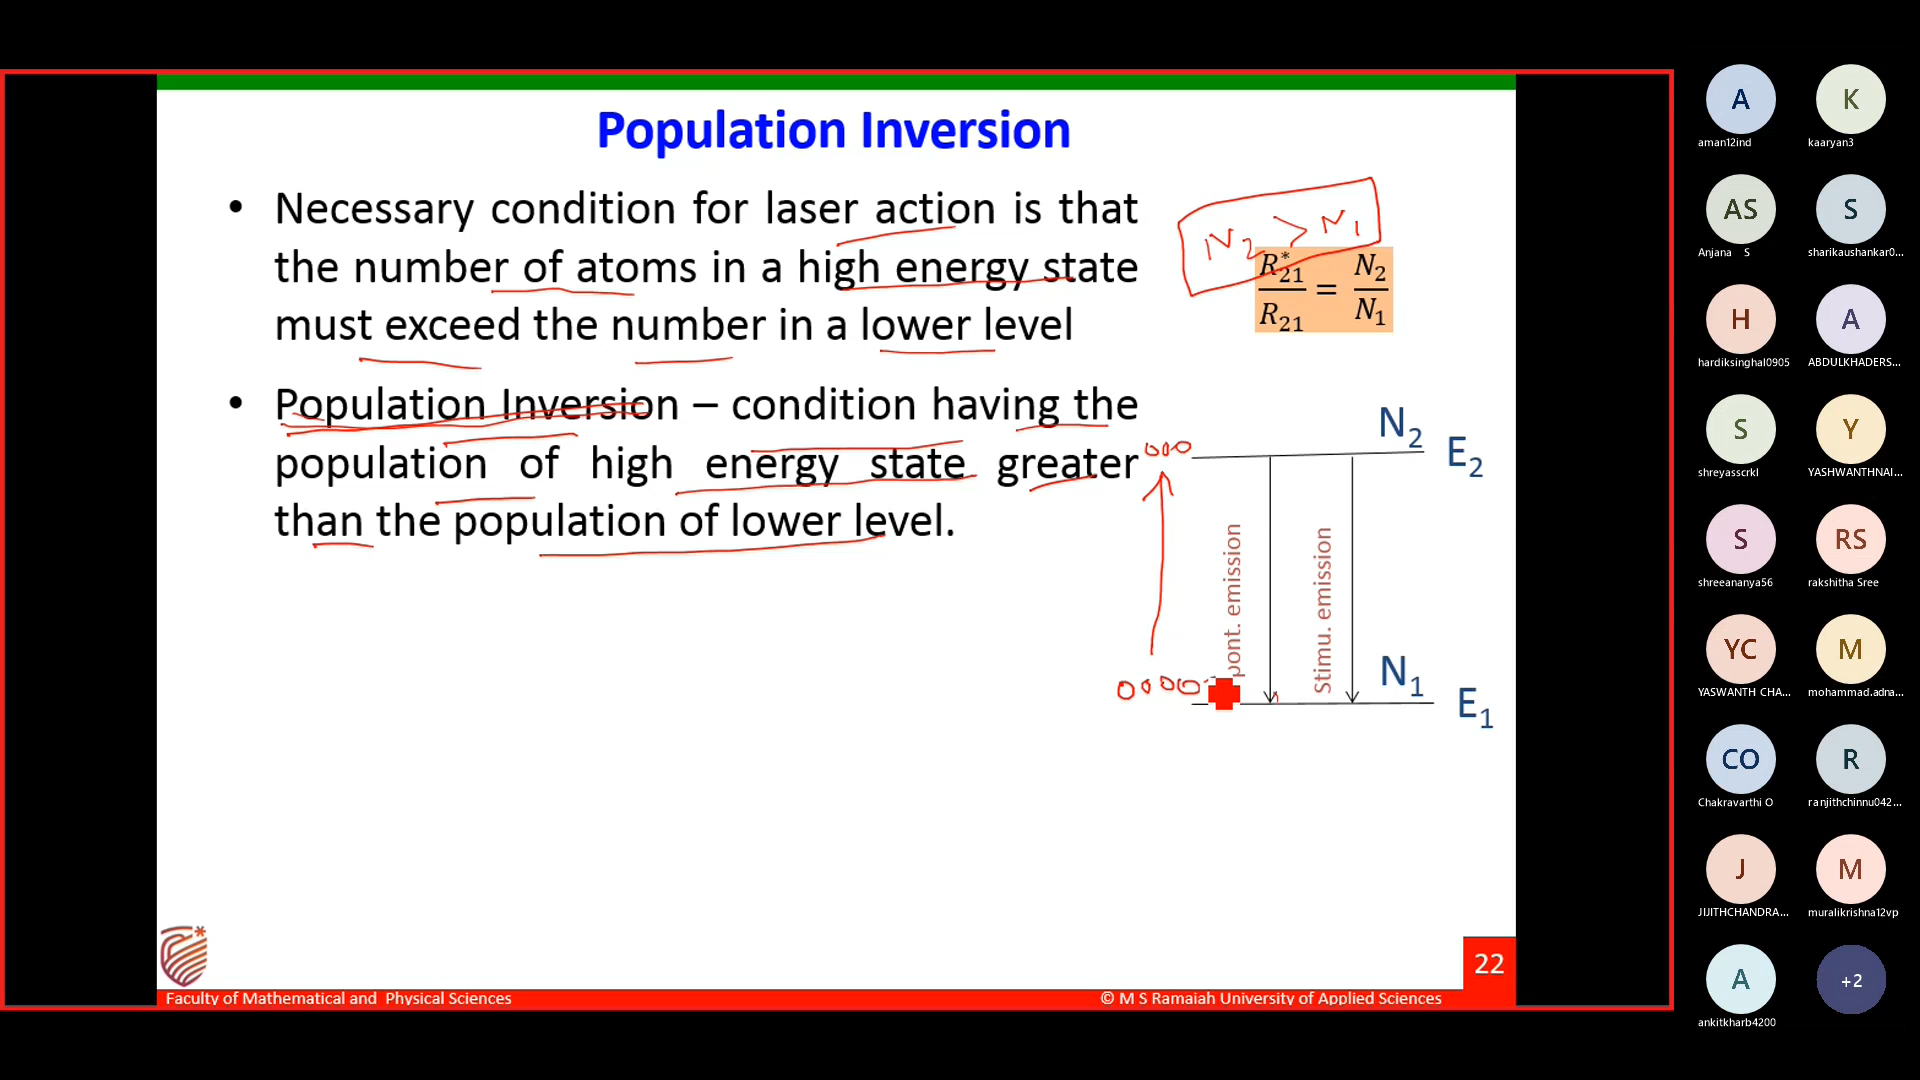 Population Inversion
• Necessary condition for laser action is that
the number of atoms in a high energy state
must exceed the number in a lower level
• Population Inversion – condition having the
population of high energy state greater
than the population of lower level.
N2 > N1
R*21 / R21 = N2 / N1
N2
E2
pont. emission
Stimu. emission
N1
E1
22
Faculty of Mathematical and Physical Sciences
© M S Ramaiah University of Applied Sciences
A
aman12ind
K
kaaryan3
AS
Anjana S
S
sharikaushankar0...
H
hardiksinghal0905
A
ABDULKHADERS...
S
shreyasscrkl
Y
YASHWANTHNAI...
S
shreeananya56
RS
rakshitha Sree
YC
YASWANTH CHA...
M
mohammad.adna...
CO
Chakravarthi O
R
ranjithchinnu042...
J
JIJITHCHANDRA...
M
muralikrishna12vp
A
ankitkharb4200
+2